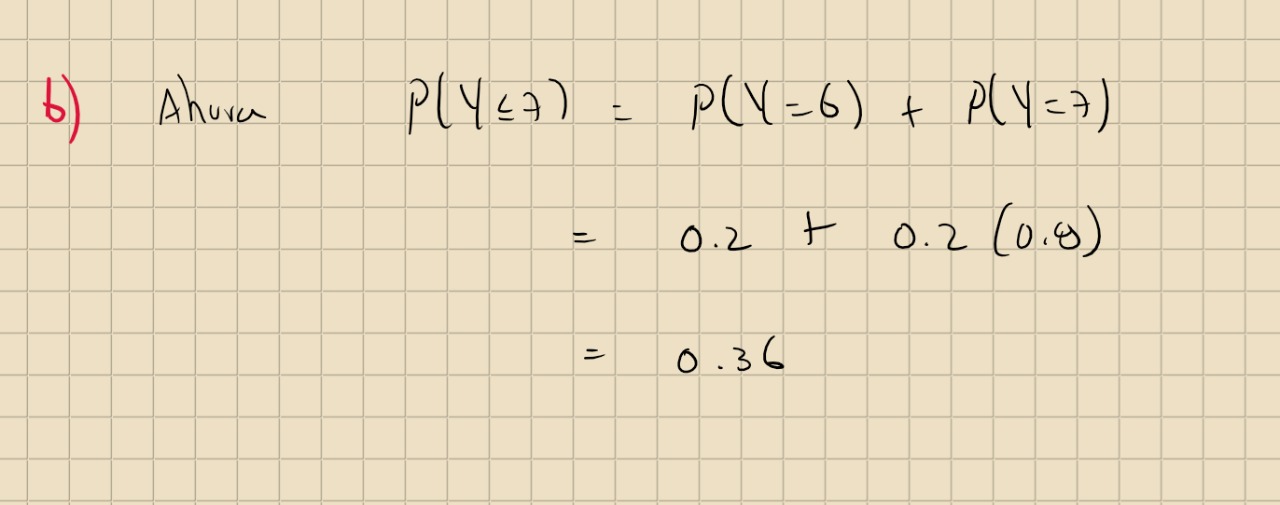 b) Ahora P(Y≤7) = P(Y=6) + P(Y=7)
= 0.2 + 0.2 (0.8)
= 0.36